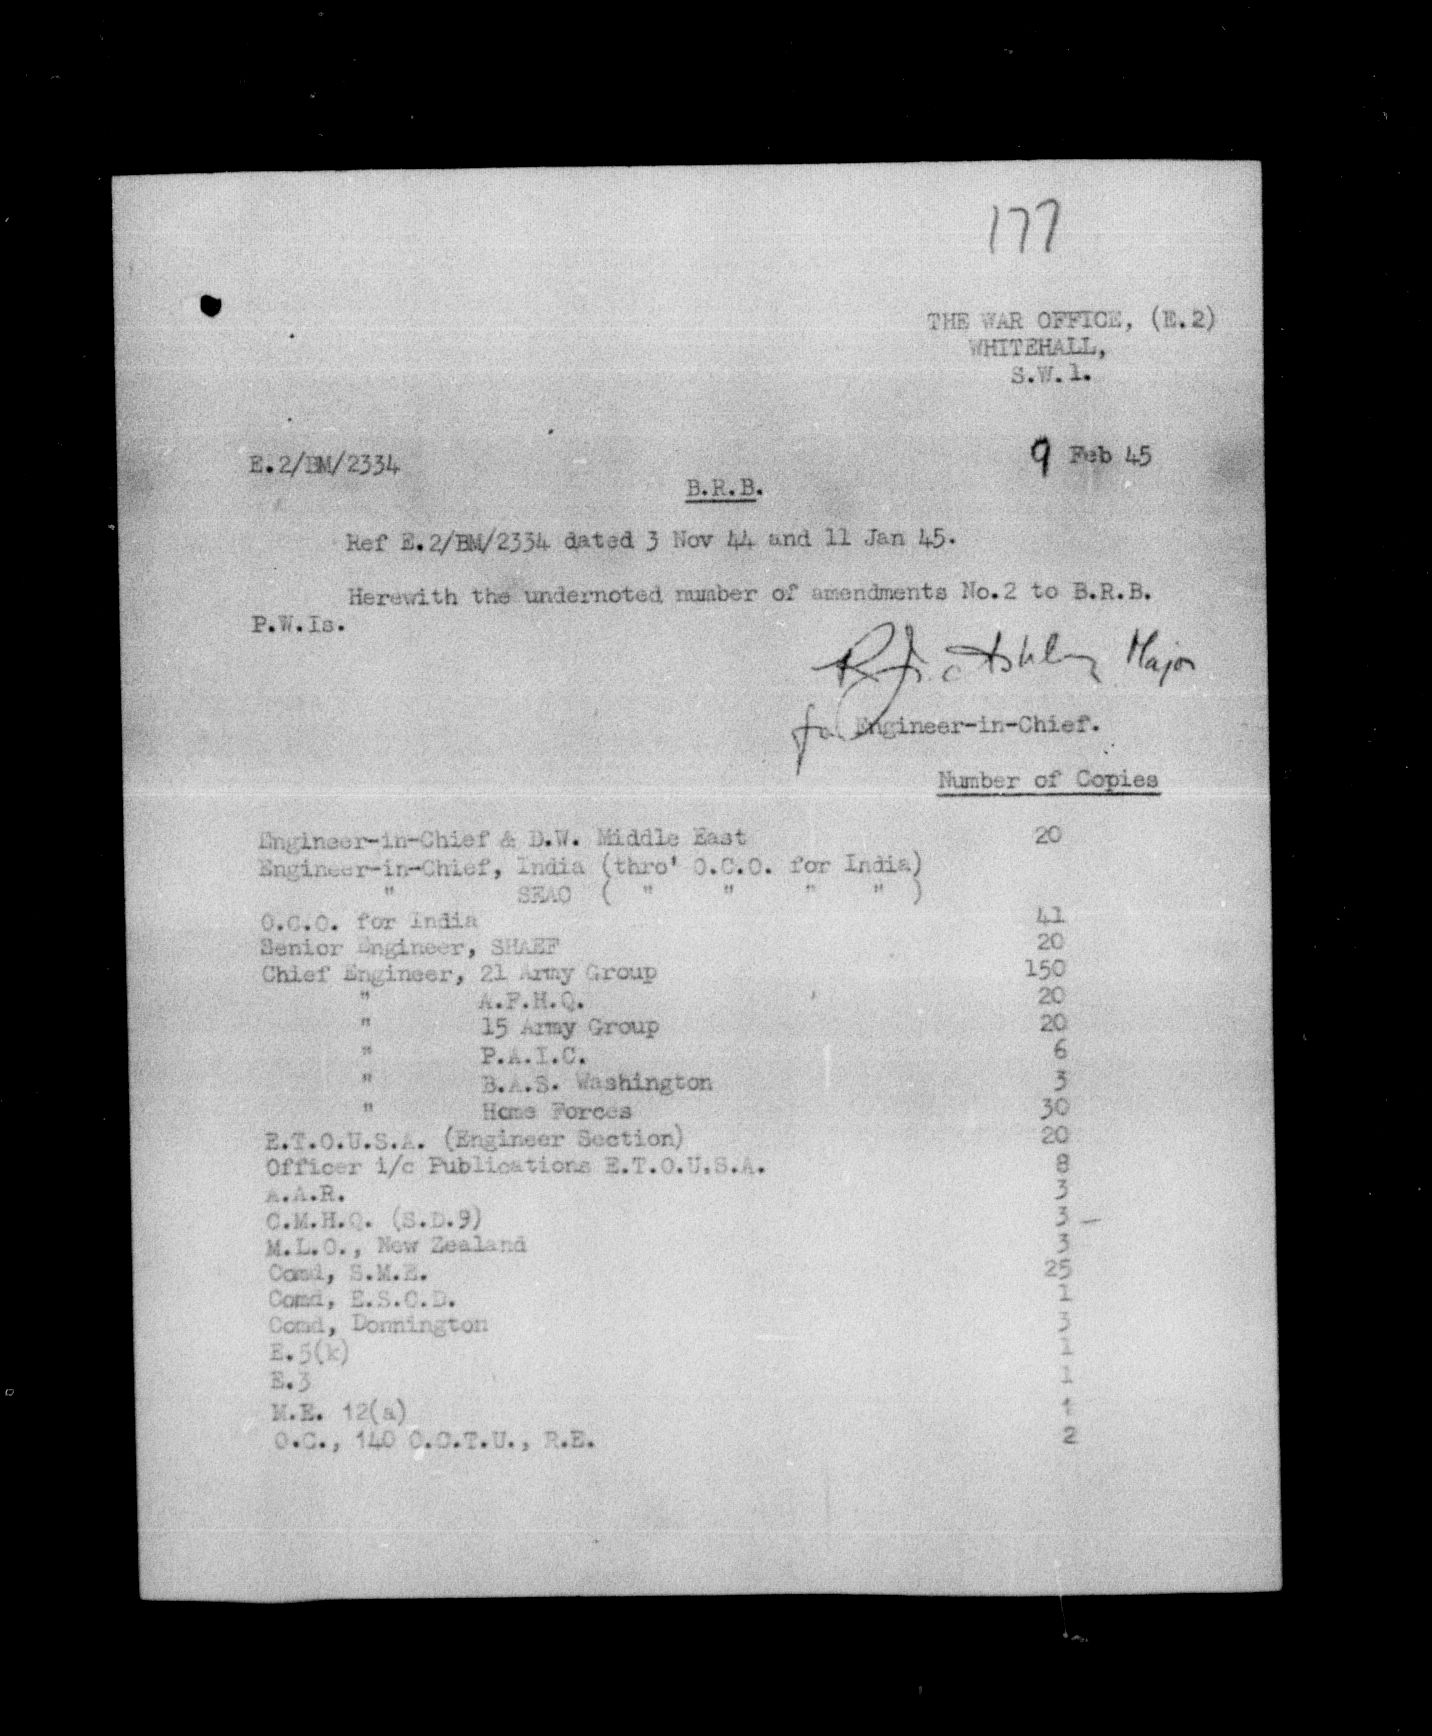 177
THE WAR OFFICE, (E.2)
WHITEHALL,
S.W.1.
9 Feb 45
E.2/BM/2334
B.R.B.
Ref E.2/BM/2334 dated 3 Nov 44 and 11 Jan 45.
Herewith the undernoted number of amendments No.2 to B.R.B.
P.W.Is.
Ashley Major
for Engineer-in-Chief.
Number of Copies
Engineer-in-Chief & D.W. Middle East 20
Engineer-in-Chief, India (thro' O.C.O. for India)
" SEAC ( " " " " )
O.C.O. for India 41
Senior Engineer, SHAEF 20
Chief Engineer, 21 Army Group 150
" A.F.H.Q. 20
" 15 Army Group 20
" P.A.I.C. 6
" B.A.S. Washington 3
" Home Forces 30
E.T.O.U.S.A. (Engineer Section) 20
Officer i/c Publications E.T.O.U.S.A. 8
A.A.R. 3
C.M.H.Q. (S.D.9) 3 —
M.L.O., New Zealand 3
Comd, S.M.E. 25
Comd, E.S.C.D. 1
Comd, Donnington 3
E.5(k) 1
E.3 1
M.E. 12(a) 1
O.C., 140 O.C.T.U., R.E. 2